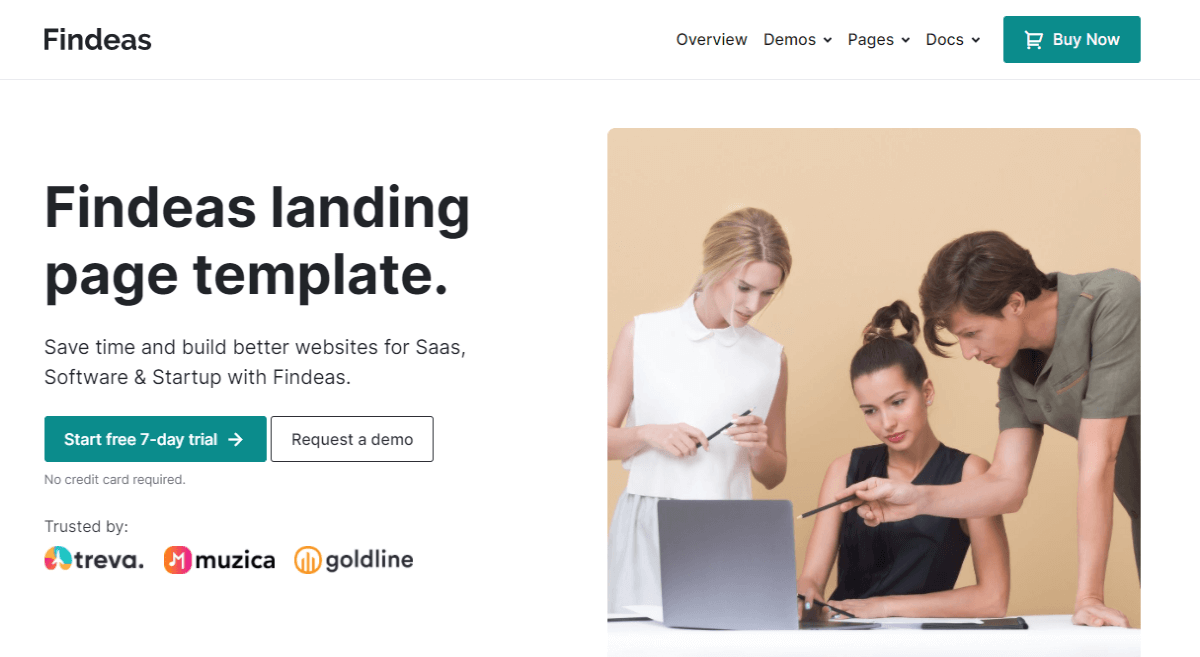 Findeas
Overview Demos Pages Docs Buy Now
Findeas landing
page template.
Save time and build better websites for Saas,
Software & Startup with Findeas.
Start free 7-day trial → Request a demo
No credit card required.
Trusted by:
treva. muzica goldline